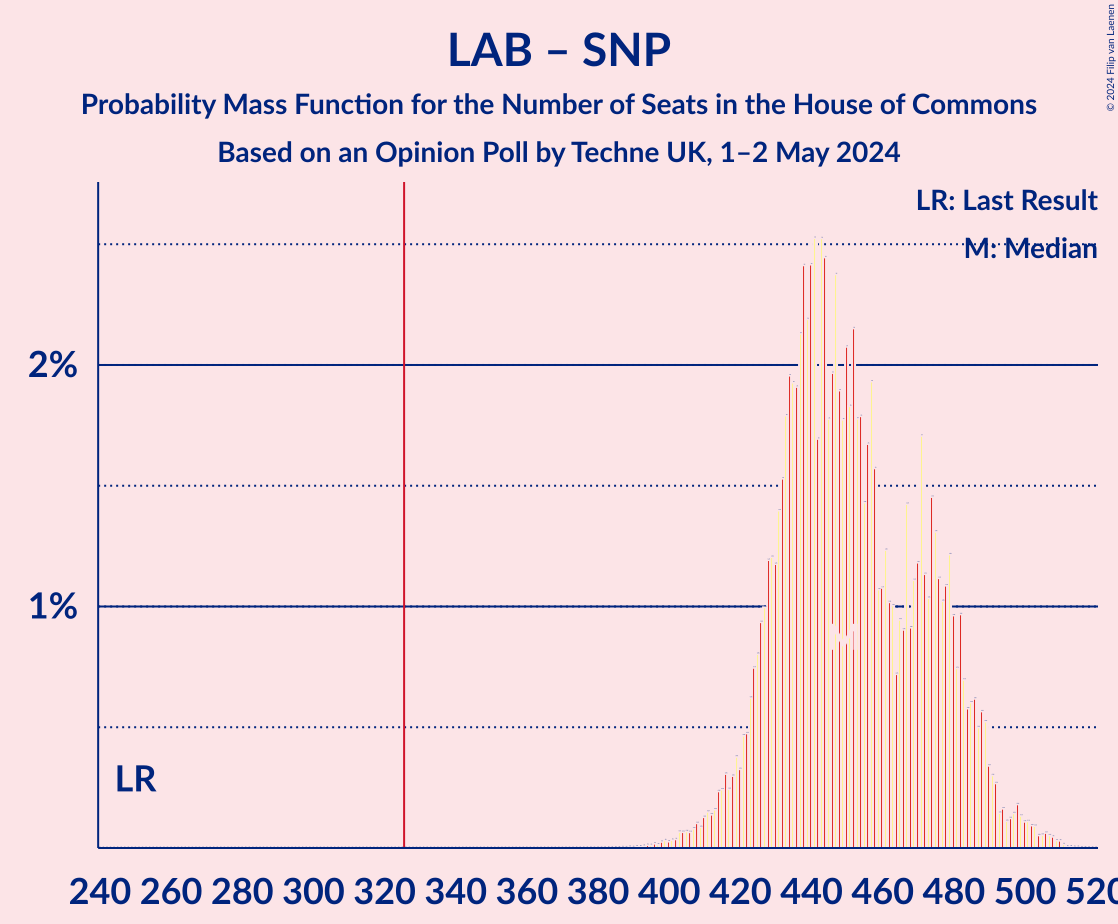 LAB – SNP
Probability Mass Function for the Number of Seats in the House of Commons
Based on an Opinion Poll by Techne UK, 1–2 May 2024
© 2024 Filip van Laenen
LR: Last Result
M: Median
2%
1%
LR
M
240 260 280 300 320 340 360 380 400 420 440 460 480 500 520